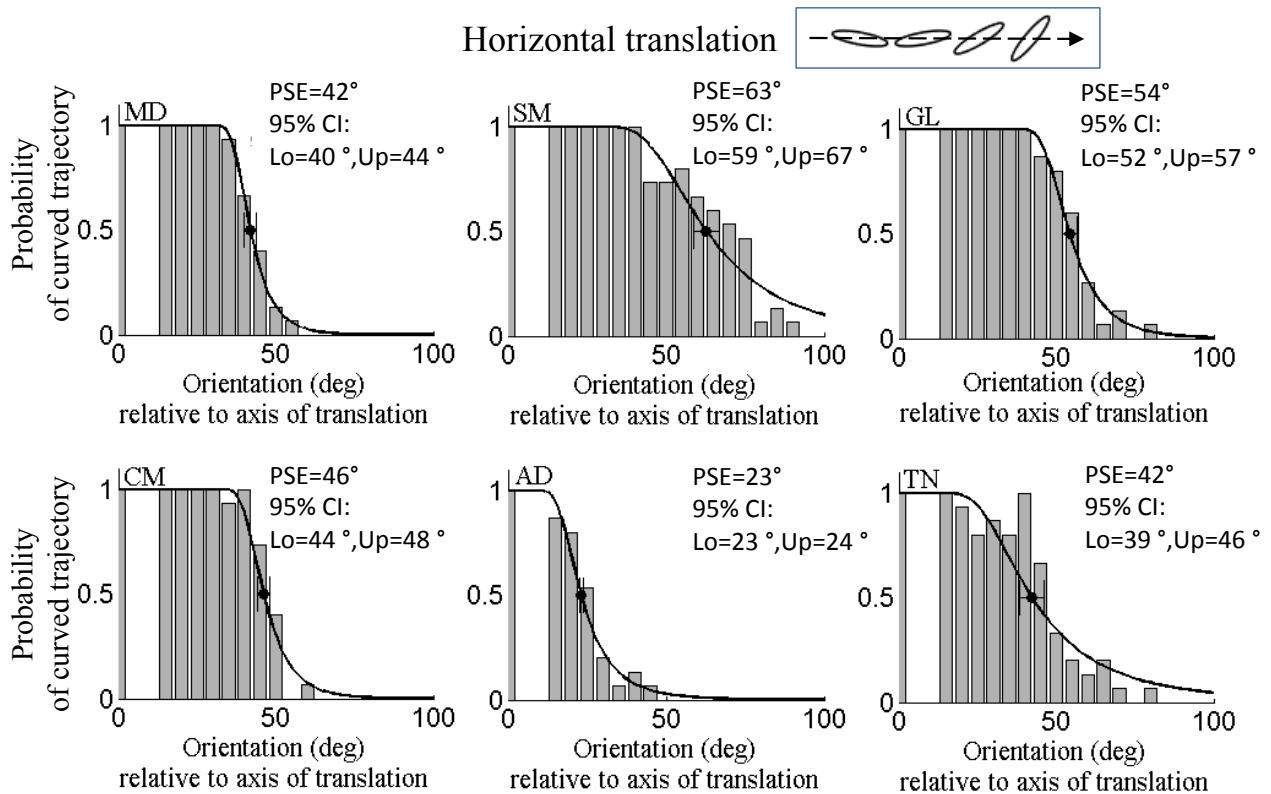 Horizontal translation
Probability
of curved trajectory
MD
PSE=42°
95% CI:
Lo=40 °,Up=44 °
1
0.5
0
0
50
100
Orientation (deg)
relative to axis of translation
SM
PSE=63°
95% CI:
Lo=59 °,Up=67 °
1
0.5
0
0
50
100
Orientation (deg)
relative to axis of translation
GL
PSE=54°
95% CI:
Lo=52 °,Up=57 °
1
0.5
0
0
50
100
Orientation (deg)
relative to axis of translation
Probability
of curved trajectory
CM
PSE=46°
95% CI:
Lo=44 °,Up=48 °
1
0.5
0
0
50
100
Orientation (deg)
relative to axis of translation
AD
PSE=23°
95% CI:
Lo=23 °,Up=24 °
1
0.5
0
0
50
100
Orientation (deg)
relative to axis of translation
TN
PSE=42°
95% CI:
Lo=39 °,Up=46 °
1
0.5
0
0
50
100
Orientation (deg)
relative to axis of translation